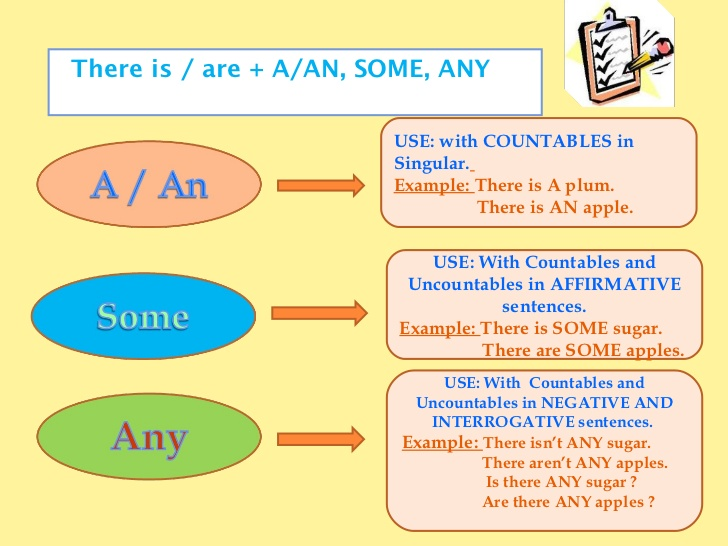 There is / are + A/AN, SOME, ANY
A / An
USE: with COUNTABLES in
Singular.
Example: There is A plum.
There is AN apple.
Some
USE: With Countables and
Uncountables in AFFIRMATIVE
sentences.
Example: There is SOME sugar.
There are SOME apples.
Any
USE: With Countables and
Uncountables in NEGATIVE AND
INTERROGATIVE sentences.
Example: There isn't ANY sugar.
There aren't ANY apples.
Is there ANY sugar ?
Are there ANY apples ?